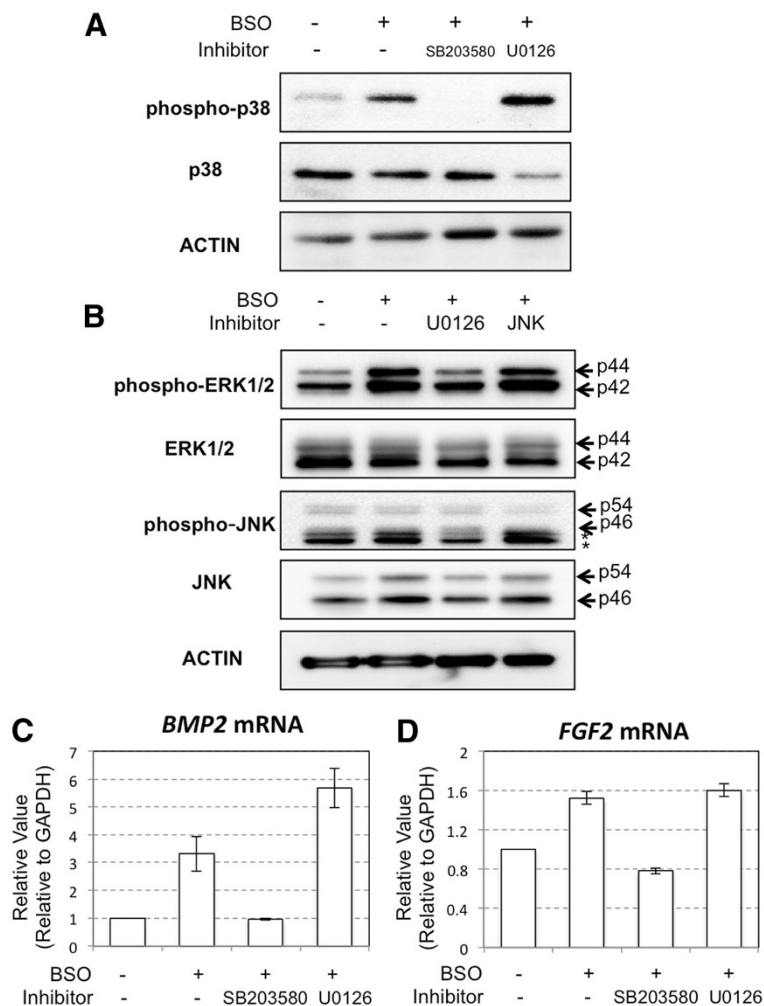 A
BSO - + + +
Inhibitor - - SB203580 U0126
phospho-p38
p38
ACTIN
B
BSO - + + +
Inhibitor - - U0126 JNK
phospho-ERK1/2
p44
p42
ERK1/2
p44
p42
phospho-JNK
p54
p46
*
*
JNK
p54
p46
ACTIN
C
BMP2 mRNA
Relative Value
(Relative to GAPDH)
7
6
5
4
3
2
1
0
BSO - + + +
Inhibitor - - SB203580 U0126
D
FGF2 mRNA
Relative Value
(Relative to GAPDH)
2
1.6
1.2
0.8
0.4
0
BSO - + + +
Inhibitor - - SB203580 U0126